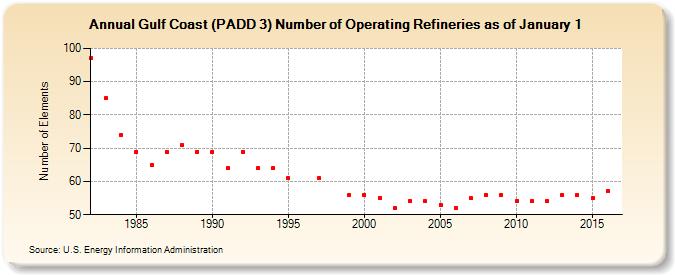 Annual Gulf Coast (PADD 3) Number of Operating Refineries as of January 1
Number of Elements
100
90
80
70
60
50
1985 1990 1995 2000 2005 2010 2015
Source: U.S. Energy Information Administration